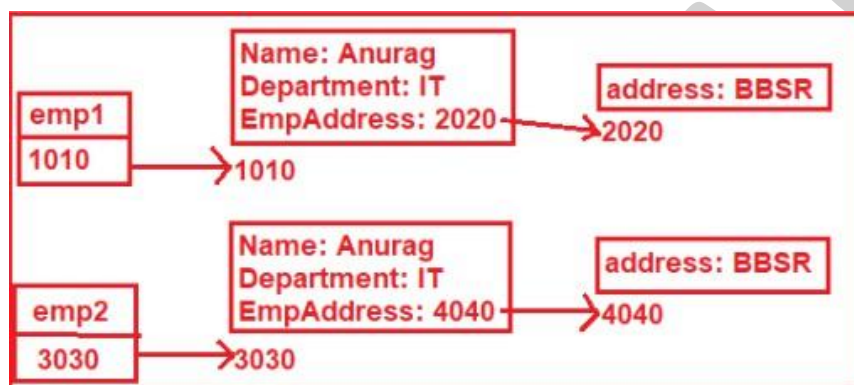 Name: Anurag
Department: IT
EmpAddress: 2020
address: BBSR
2020
emp1
1010
1010
Name: Anurag
Department: IT
EmpAddress: 4040
address: BBSR
4040
emp2
3030
3030